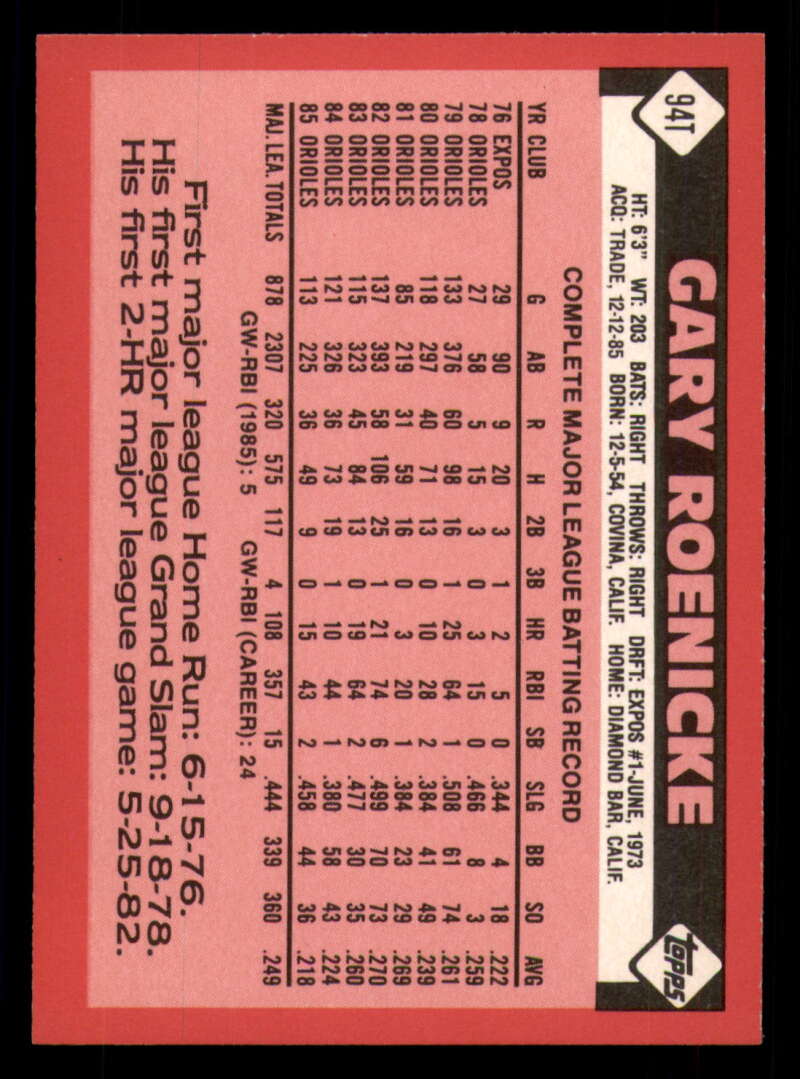 94T
GARY ROENICKE
topps
HT: 6'3" WT: 203 BATS: RIGHT THROWS: RIGHT DRFT: EXPOS #1-JUNE, 1973
ACQ: TRADE, 12-12-85 BORN: 12-5-54, COVINA, CALIF. HOME: DIAMOND BAR, CALIF.
COMPLETE MAJOR LEAGUE BATTING RECORD
YR CLUB G AB R H 2B 3B HR RBI SB SLG BB SO AVG
76 EXPOS 29 90 9 20 3 1 2 5 0 .344 4 18 .222
78 ORIOLES 27 58 5 15 3 0 3 15 0 .466 8 3 .259
79 ORIOLES 133 376 60 98 16 1 25 64 1 .508 61 74 .261
80 ORIOLES 118 297 40 71 13 0 10 28 2 .384 41 49 .239
81 ORIOLES 85 219 31 59 16 0 3 20 1 .384 23 29 .269
82 ORIOLES 137 393 58 106 25 1 21 74 6 .499 70 73 .270
83 ORIOLES 115 323 45 84 13 0 19 64 2 .477 30 35 .260
84 ORIOLES 121 326 36 73 19 1 10 44 1 .380 58 43 .224
85 ORIOLES 113 225 36 49 9 0 15 43 2 .458 44 36 .218
MAJ. LEA. TOTALS 878 2307 320 575 117 4 108 357 15 .444 339 360 .249
GW-RBI (1985): 5 GW-RBI (CAREER): 24
First major league Home Run: 6-15-76.
His first major league Grand Slam: 9-18-78.
His first 2-HR major league game: 5-25-82.